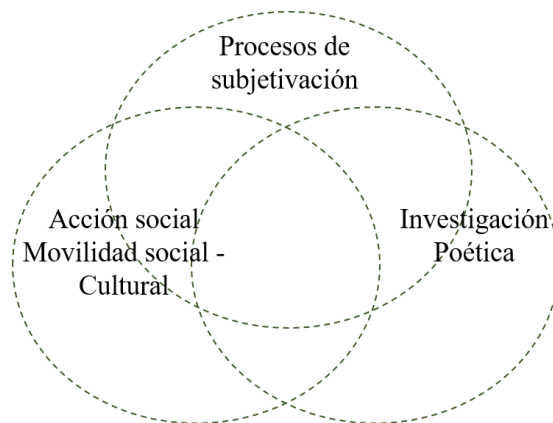 Procesos de
subjetivación
Acción social
Movilidad social -
Cultural
Investigación
Poética